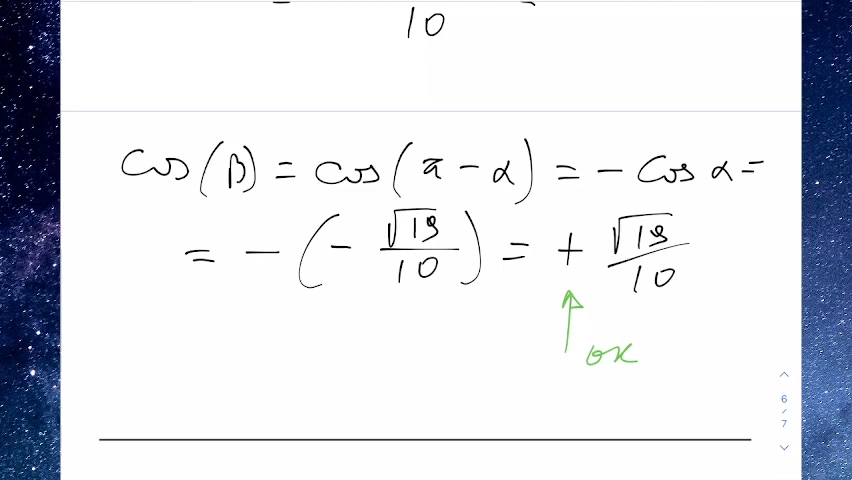 10
cos(β) = cos(π - α) = - cos α =
= - (- √19/10) = + √19/10
ok
6
/
7